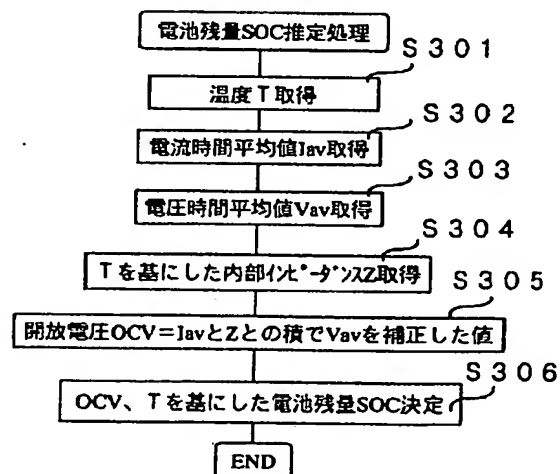 電池残量SOC推定処理
S301
温度T取得
S302
電流時間平均値Iav取得
S303
電圧時間平均値Vav取得
S304
Tを基にした内部インピーダンスZ取得
S305
開放電圧OCV=IavとZとの積でVavを補正した値
OCV、Tを基にした電池残量SOC決定
S306
END